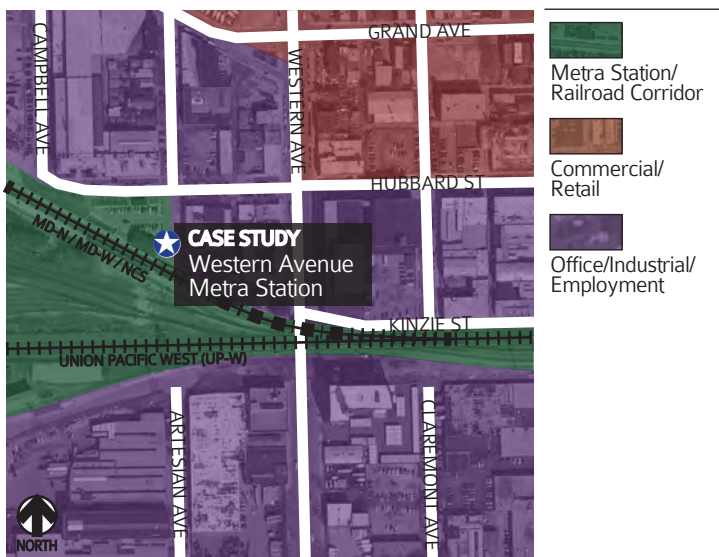 GRAND AVE
CAMPBELL AVE
WESTERN AVE
HUBBARD ST
MD-N / MD-W / NCS
CASE STUDY
Western Avenue
Metra Station
KINZIE ST
UNION PACIFIC WEST (UP-W)
ARTESIAN AVE
CLAREMONT AVE
NORTH
Metra Station/
Railroad Corridor
Commercial/
Retail
Office/Industrial/
Employment